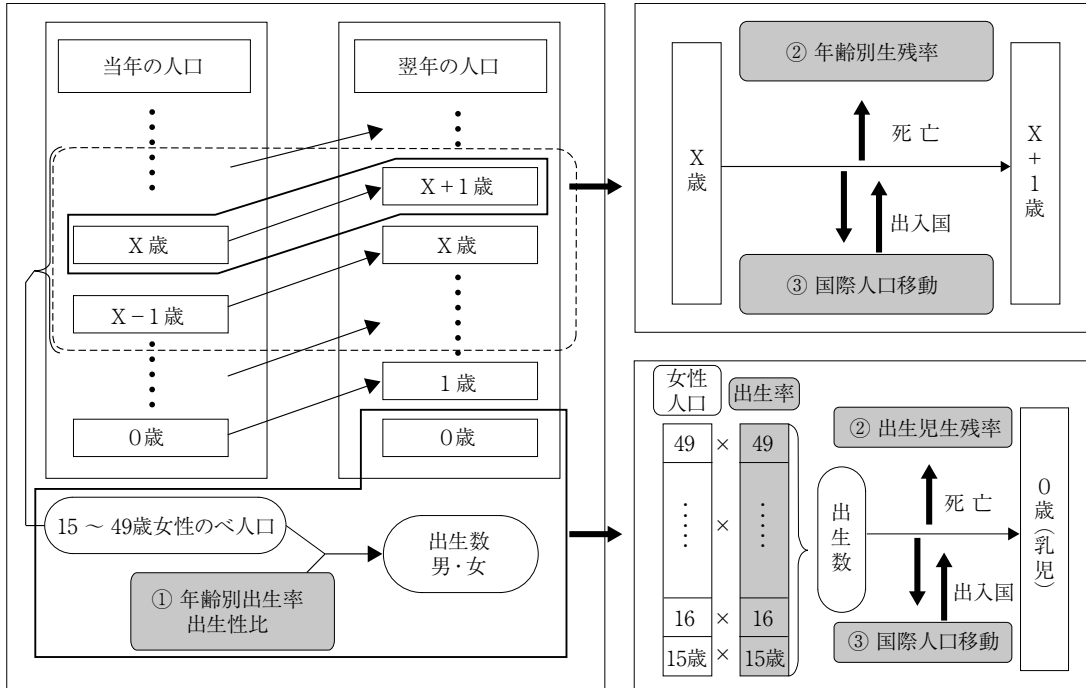 当年の人口
翌年の人口
X+1歳
X歳
X歳
X−1歳
1歳
0歳
0歳
15 〜 49歳女性のべ人口
① 年齢別出生率
出生性比
出生数
男・女
② 年齢別生残率
X歳
死 亡
X+1歳
出入国
③ 国際人口移動
女性
人口
出生率
49 × 49
×
16 × 16
15歳 × 15歳
出生数
② 出生児生残率
死 亡
出入国
③ 国際人口移動
0歳(乳児)